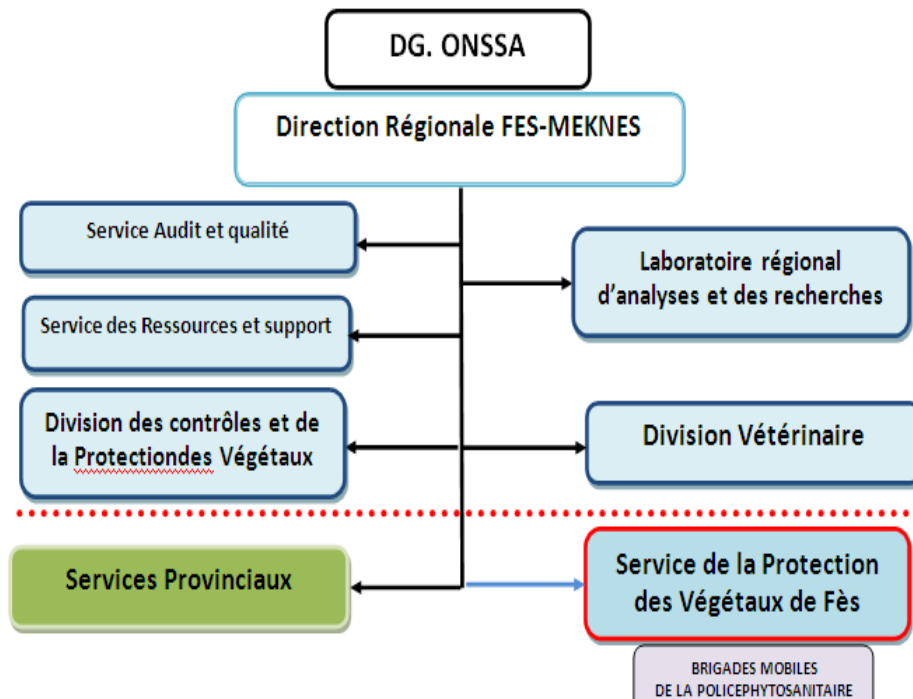 DG. ONSSA
Direction Régionale FES-MEKNES
Service Audit et qualité
Laboratoire régional
d'analyses et des recherches
Service des Ressources et support
Division des contrôles et de
la Protectiondes Végétaux
Division Vétérinaire
Services Provinciaux
Service de la Protection
des Végétaux de Fès
BRIGADES MOBILES
DE LA POLICEPHYTOSANITAIRE